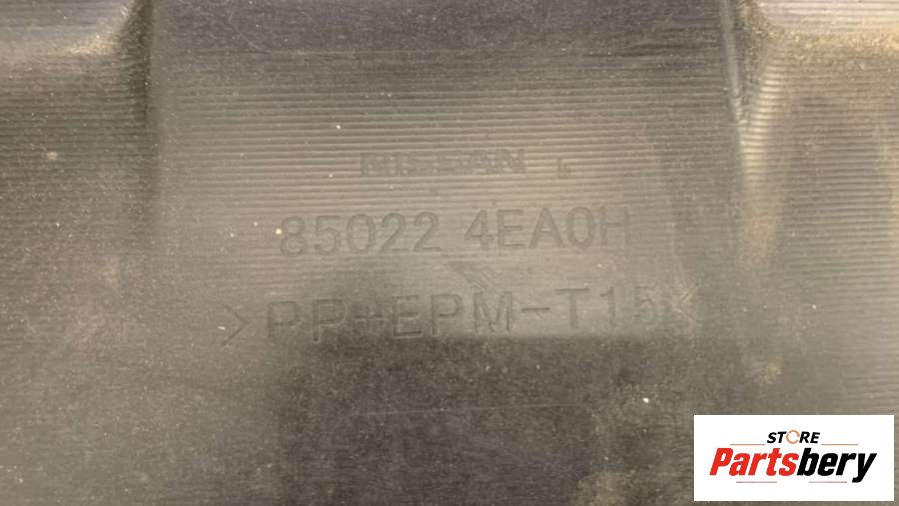 NISSAN
85022 4EA0H
>PP+EPM-T15<
STORE
Partsbery